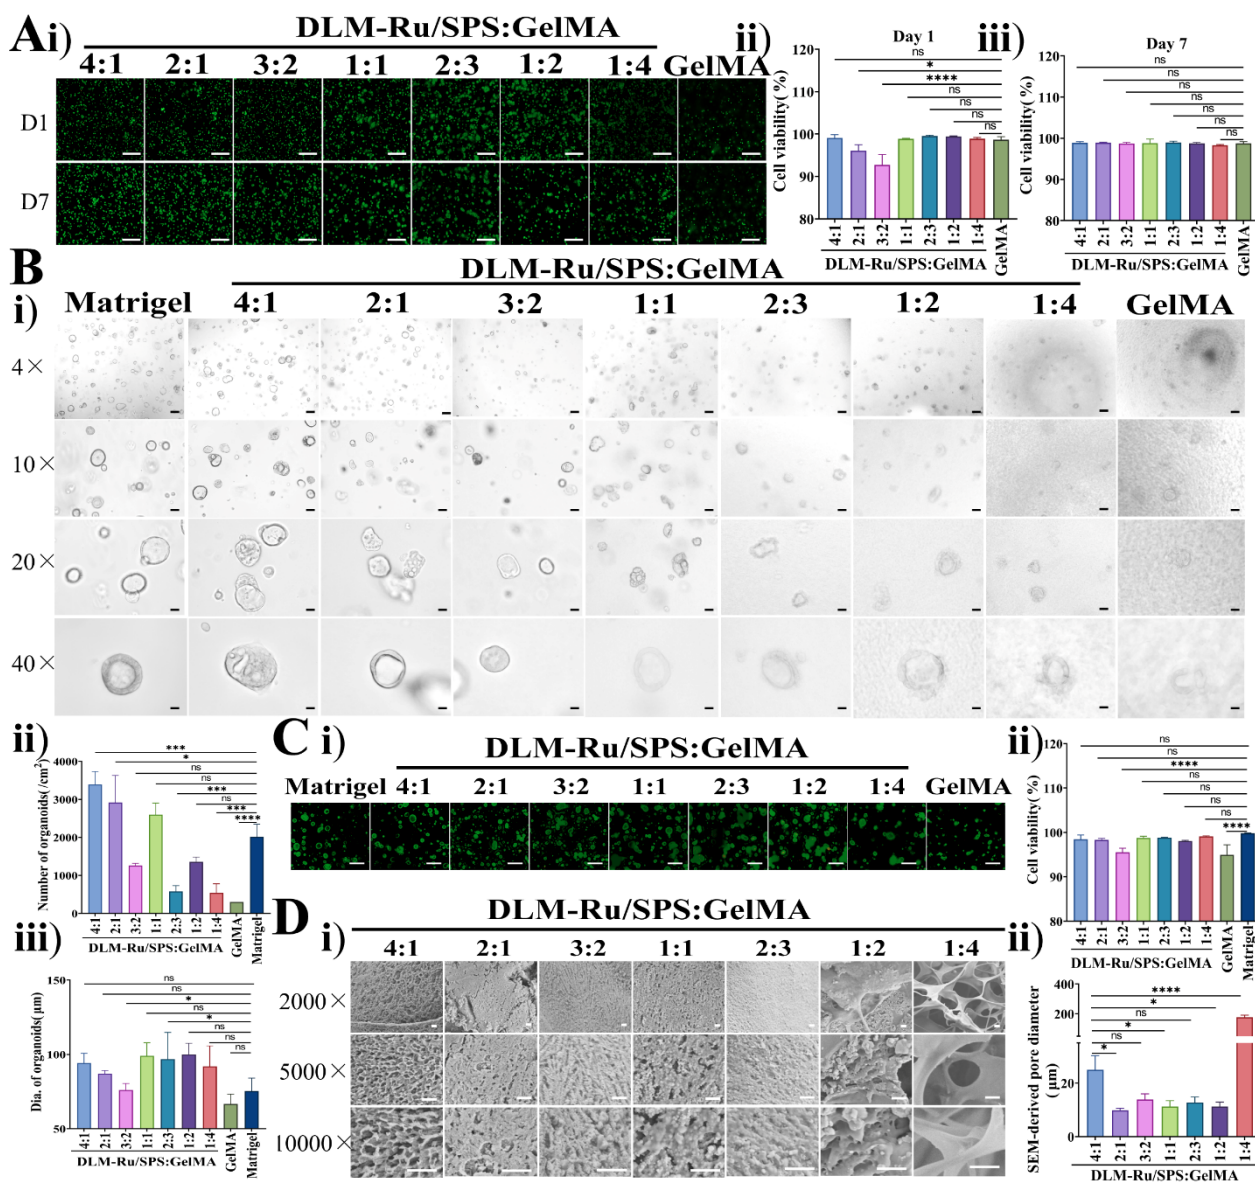 A i) DLM-Ru/SPS:GelMA
4:1 2:1 3:2 1:1 2:3 1:2 1:4 GelMA
D1
D7
ii) Day 1
Cell viability( %)
120
110
100
90
80
ns
*
****
ns
ns
ns
ns
4:1 2:1 3:2 1:1 2:3 1:2 1:4 GelMA
DLM-Ru/SPS:GelMA
iii) Day 7
Cell viability( %)
120
110
100
90
80
ns
ns
ns
ns
ns
ns
ns
4:1 2:1 3:2 1:1 2:3 1:2 1:4 GelMA
DLM-Ru/SPS:GelMA
B
i) DLM-Ru/SPS:GelMA
Matrigel 4:1 2:1 3:2 1:1 2:3 1:2 1:4 GelMA
4×
10×
20×
40×
ii)
Number of organoids(/cm²)
4000
3000
2000
1000
0
***
*
ns
ns
***
ns
***
****
4:1 2:1 3:2 1:1 2:3 1:2 1:4 GelMA Matrigel
DLM-Ru/SPS:GelMA
iii)
Dia. of organoids( μm)
150
100
50
ns
ns
*
ns
*
ns
ns
ns
4:1 2:1 3:2 1:1 2:3 1:2 1:4 GelMA Matrigel
DLM-Ru/SPS:GelMA
C i) DLM-Ru/SPS:GelMA
Matrigel 4:1 2:1 3:2 1:1 2:3 1:2 1:4 GelMA
ii)
Cell viability( %)
120
110
100
90
80
ns
ns
****
ns
ns
ns
ns
****
4:1 2:1 3:2 1:1 2:3 1:2 1:4 GelMA Matrigel
DLM-Ru/SPS:GelMA
D i) DLM-Ru/SPS:GelMA
4:1 2:1 3:2 1:1 2:3 1:2 1:4
2000×
5000×
10000×
ii)
SEM-derived pore diameter
(μm)
400
200
20
0
****
*
ns
*
ns
*
4:1 2:1 3:2 1:1 2:3 1:2 1:4
DLM-Ru/SPS:GelMA